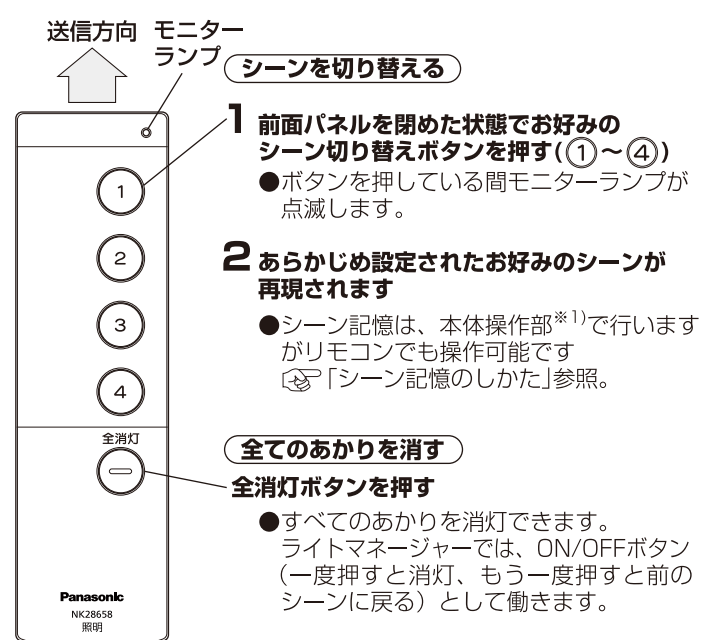 送信方向
モニター
ランプ
シーンを切り替える
1 前面パネルを閉めた状態でお好みの
シーン切り替えボタンを押す(①～④)
●ボタンを押している間モニターランプが
点滅します。
2 あらかじめ設定されたお好みのシーンが
再現されます
●シーン記憶は、本体操作部※1)で行います
がリモコンでも操作可能です
「シーン記憶のしかた」参照。
全てのあかりを消す
全消灯ボタンを押す
●すべてのあかりを消灯できます。
ライトマネージャーでは、ON/OFFボタン
（一度押すと消灯、もう一度押すと前の
シーンに戻る）として働きます。
1
2
3
4
全消灯
Panasonic
NK28658
照明